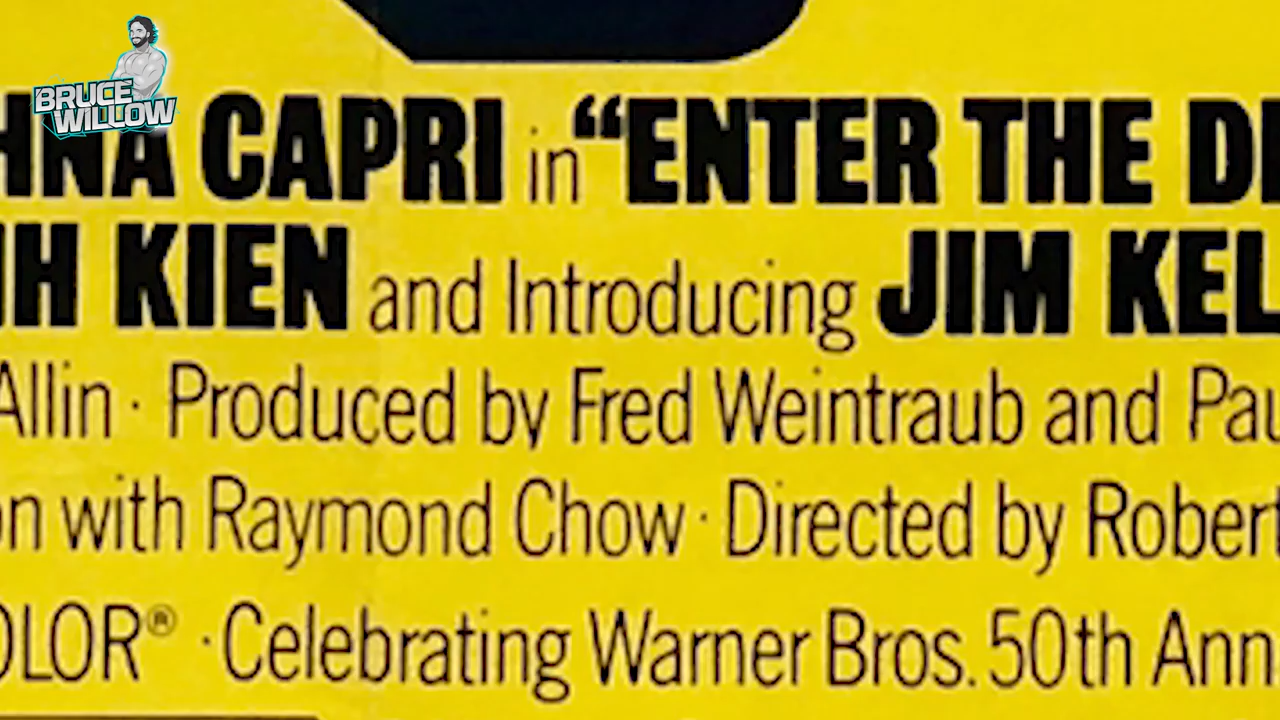 BRUCE
WILLOW
HNA CAPRI in “ENTER THE D
H KIEN and Introducing JIM KEL
Allin · Produced by Fred Weintraub and Pau
on with Raymond Chow · Directed by Robert
OLOR® · Celebrating Warner Bros. 50th Ann